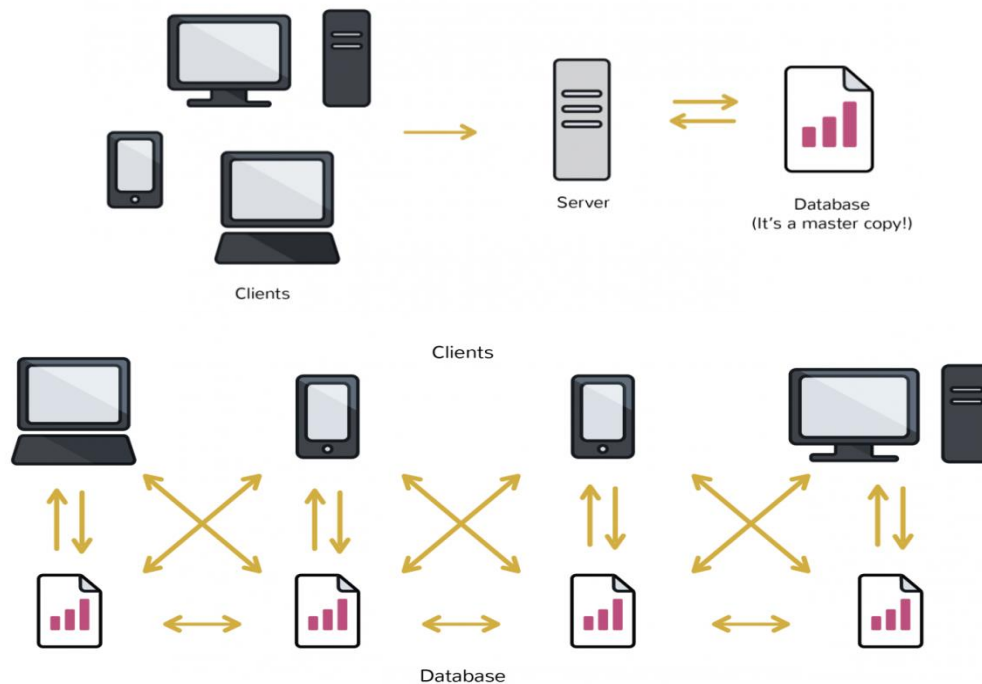 Server
Database
(It's a master copy!)
Clients
Clients
Database